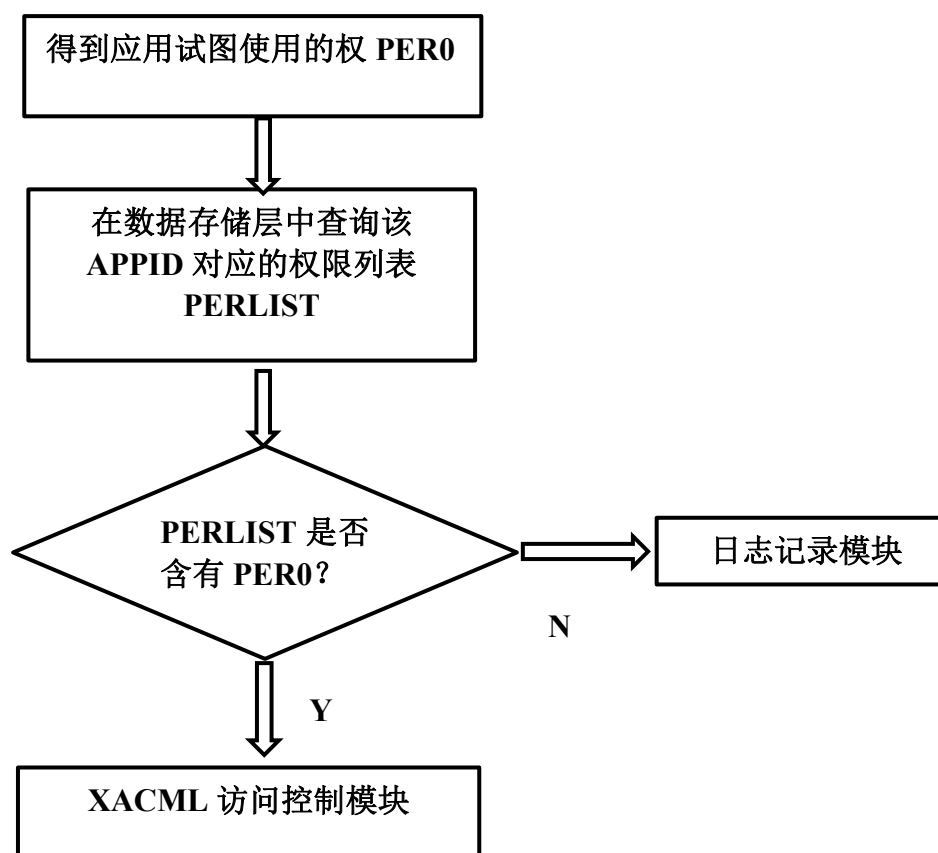 得到应用试图使用的权 PER0
在数据存储层中查询该
APPID 对应的权限列表
PERLIST
PERLIST 是否
含有 PER0？
日志记录模块
N
Y
XACML 访问控制模块